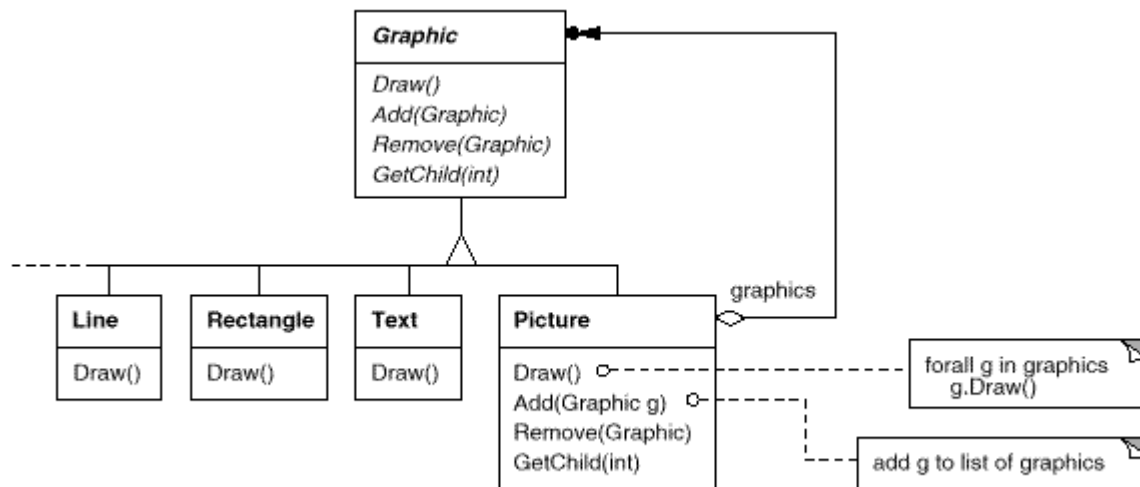 Graphic
Draw()
Add(Graphic)
Remove(Graphic)
GetChild(int)
graphics
Line
Draw()
Rectangle
Draw()
Text
Draw()
Picture
Draw()
Add(Graphic g)
Remove(Graphic)
GetChild(int)
forall g in graphics
g.Draw()
add g to list of graphics